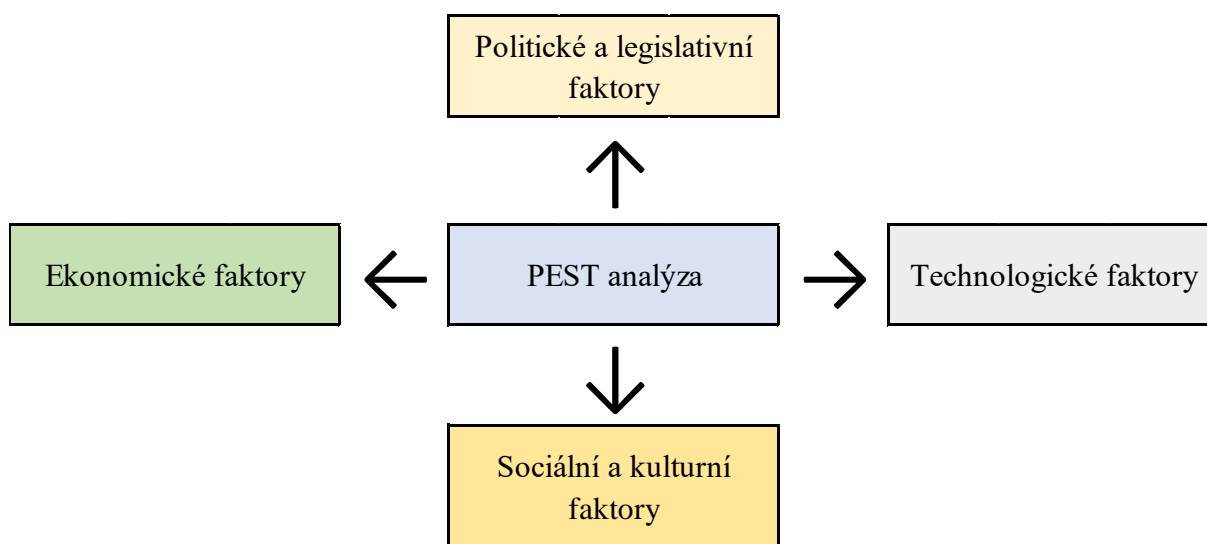 Politické a legislativní
faktory
Ekonomické faktory
PEST analýza
Technologické faktory
Sociální a kulturní
faktory